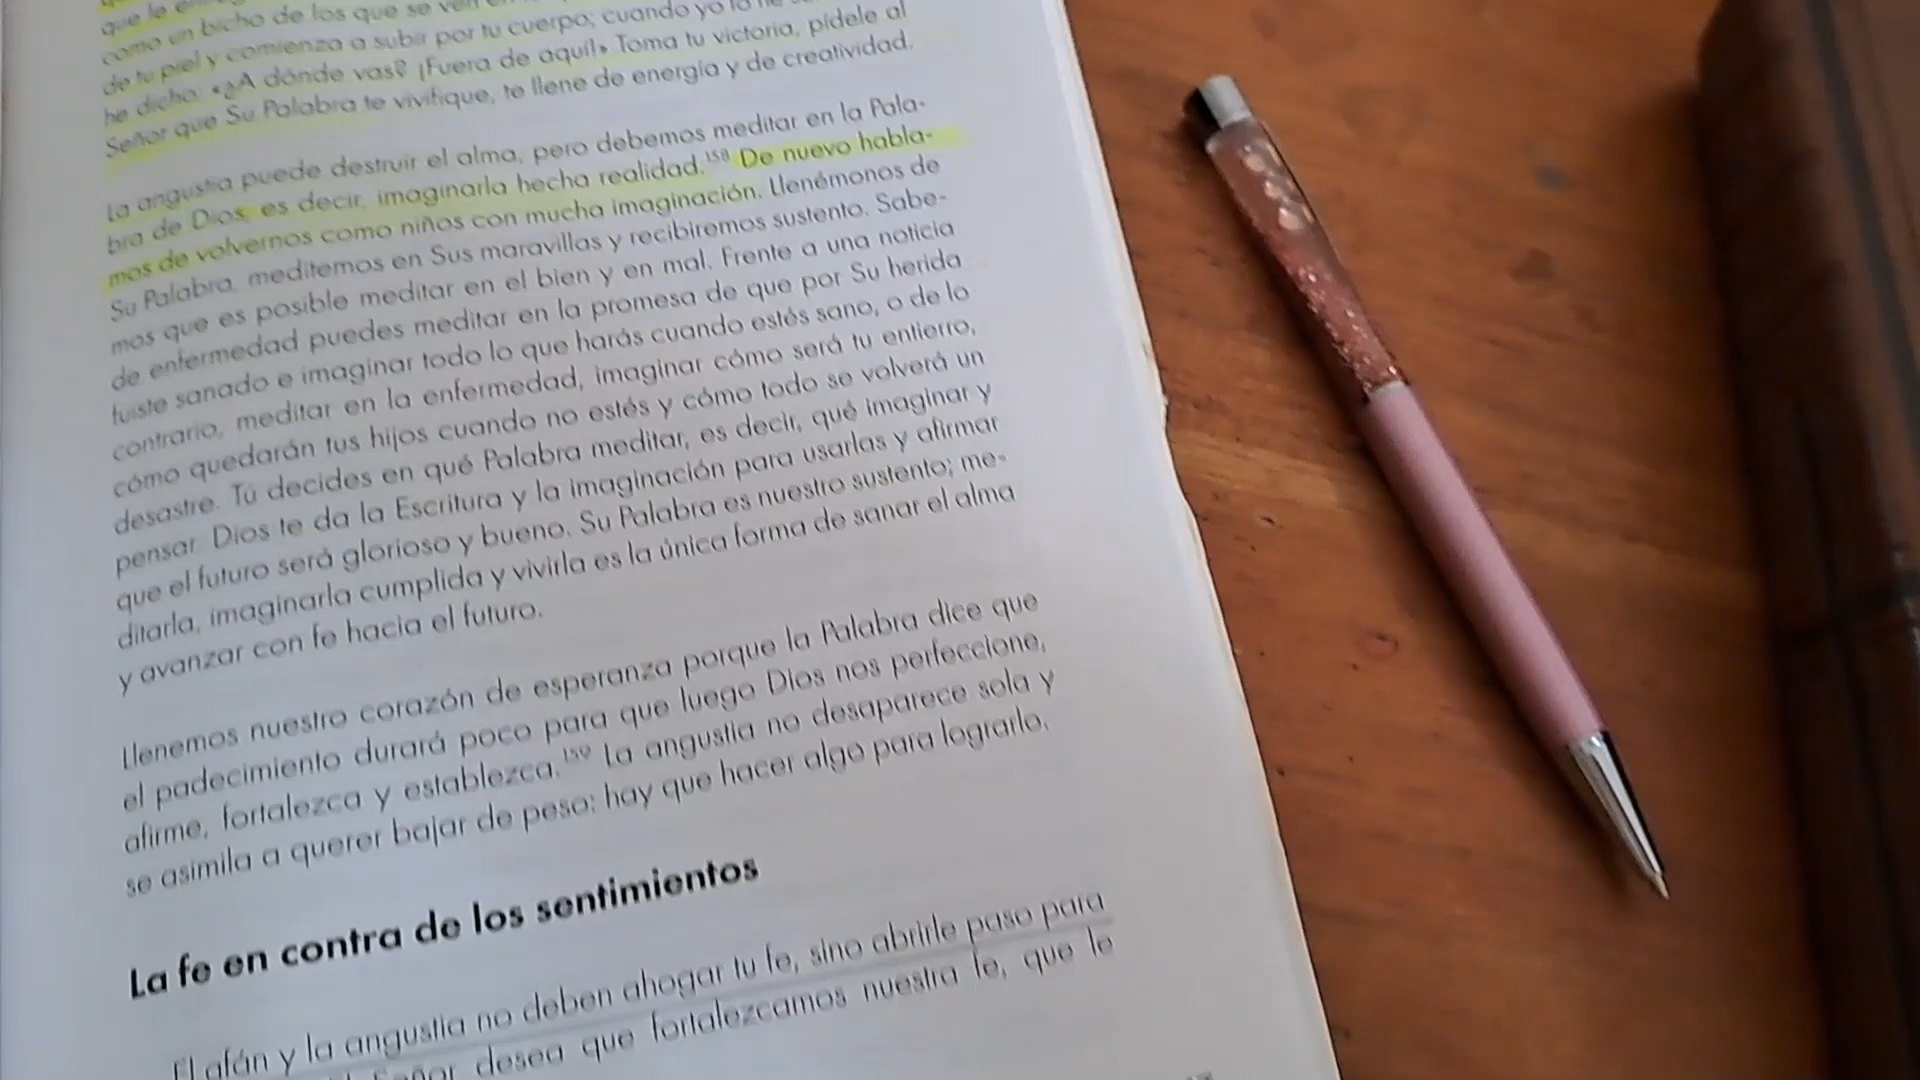 que le
como un bicho de los que se ven en
de tu piel y comienza a subir por tu cuerpo; cuando yo lo he
he dicho: «¿A dónde vas? ¡Fuera de aquí!» Toma tu victoria, pídele al
Señor que Su Palabra te vivifique, te llene de energía y de creatividad.
La angustia puede destruir el alma, pero debemos meditar en la Pala-
bra de Dios, es decir, imaginarla hecha realidad.158 De nuevo habla-
mos de volvernos como niños con mucha imaginación. Llenémonos de
Su Palabra, meditemos en Sus maravillas y recibiremos sustento. Sabe-
mos que es posible meditar en el bien y en mal. Frente a una noticia
de enfermedad puedes meditar en la promesa de que por Su herida
fuiste sanado e imaginar todo lo que harás cuando estés sano, o de lo
contrario, meditar en la enfermedad, imaginar cómo será tu entierro,
cómo quedarán tus hijos cuando no estés y cómo todo se volverá un
desastre. Tú decides en qué Palabra meditar, es decir, qué imaginar y
pensar. Dios te da la Escritura y la imaginación para usarlas y afirmar
que el futuro será glorioso y bueno. Su Palabra es nuestro sustento; me-
ditarla, imaginarla cumplida y vivirla es la única forma de sanar el alma
y avanzar con fe hacia el futuro.
Llenemos nuestro corazón de esperanza porque la Palabra dice que
el padecimiento durará poco para que luego Dios nos perfeccione,
afirme, fortalezca y establezca.159 La angustia no desaparece sola y
se asimila a querer bajar de peso: hay que hacer algo para lograrlo.
La fe en contra de los sentimientos
El afán y la angustia no deben ahogar tu fe, sino abrirle paso para
Señor desea que fortalezcamos nuestra fe, que le